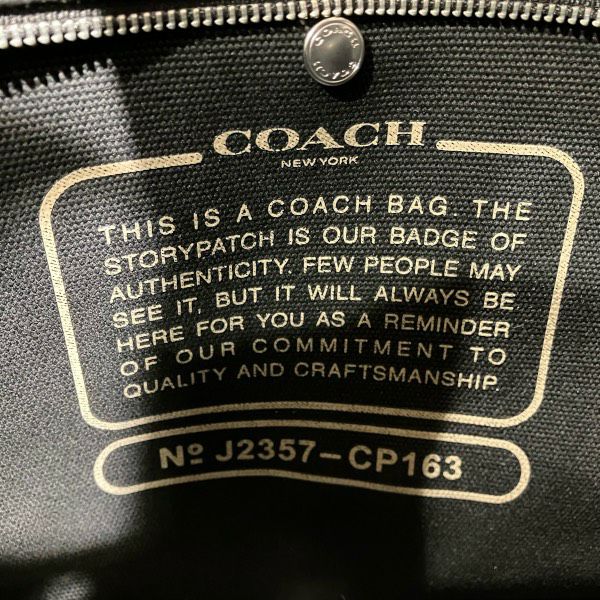 COACH
COACH
COACH
NEW YORK
THIS IS A COACH BAG. THE
STORYPATCH IS OUR BADGE OF
AUTHENTICITY. FEW PEOPLE MAY
SEE IT, BUT IT WILL ALWAYS BE
HERE FOR YOU AS A REMINDER
OF OUR COMMITMENT TO
QUALITY AND CRAFTSMANSHIP.
Nº J2357-CP163